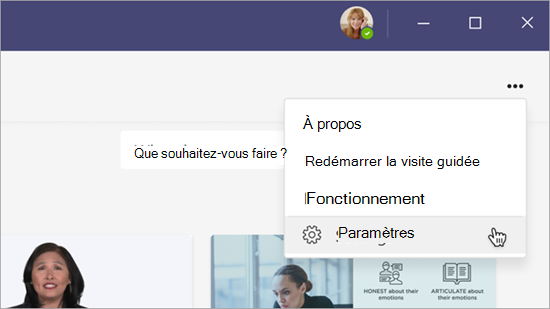 À propos
Que souhaitez-vous faire ?
Redémarrer la visite guidée
Fonctionnement
Paramètres
HONEST about their
emotions
ARTICULATE about
their emotions